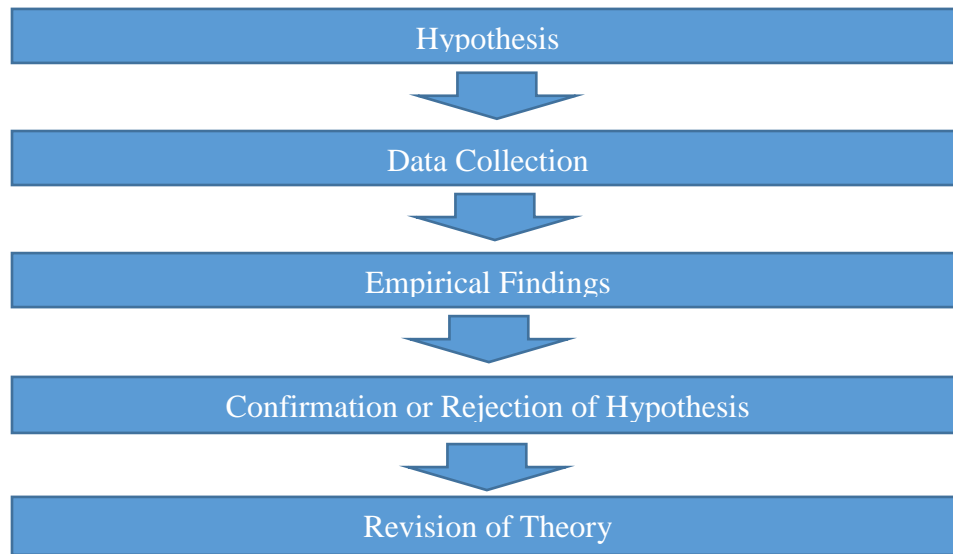 Hypothesis
Data Collection
Empirical Findings
Confirmation or Rejection of Hypothesis
Revision of Theory